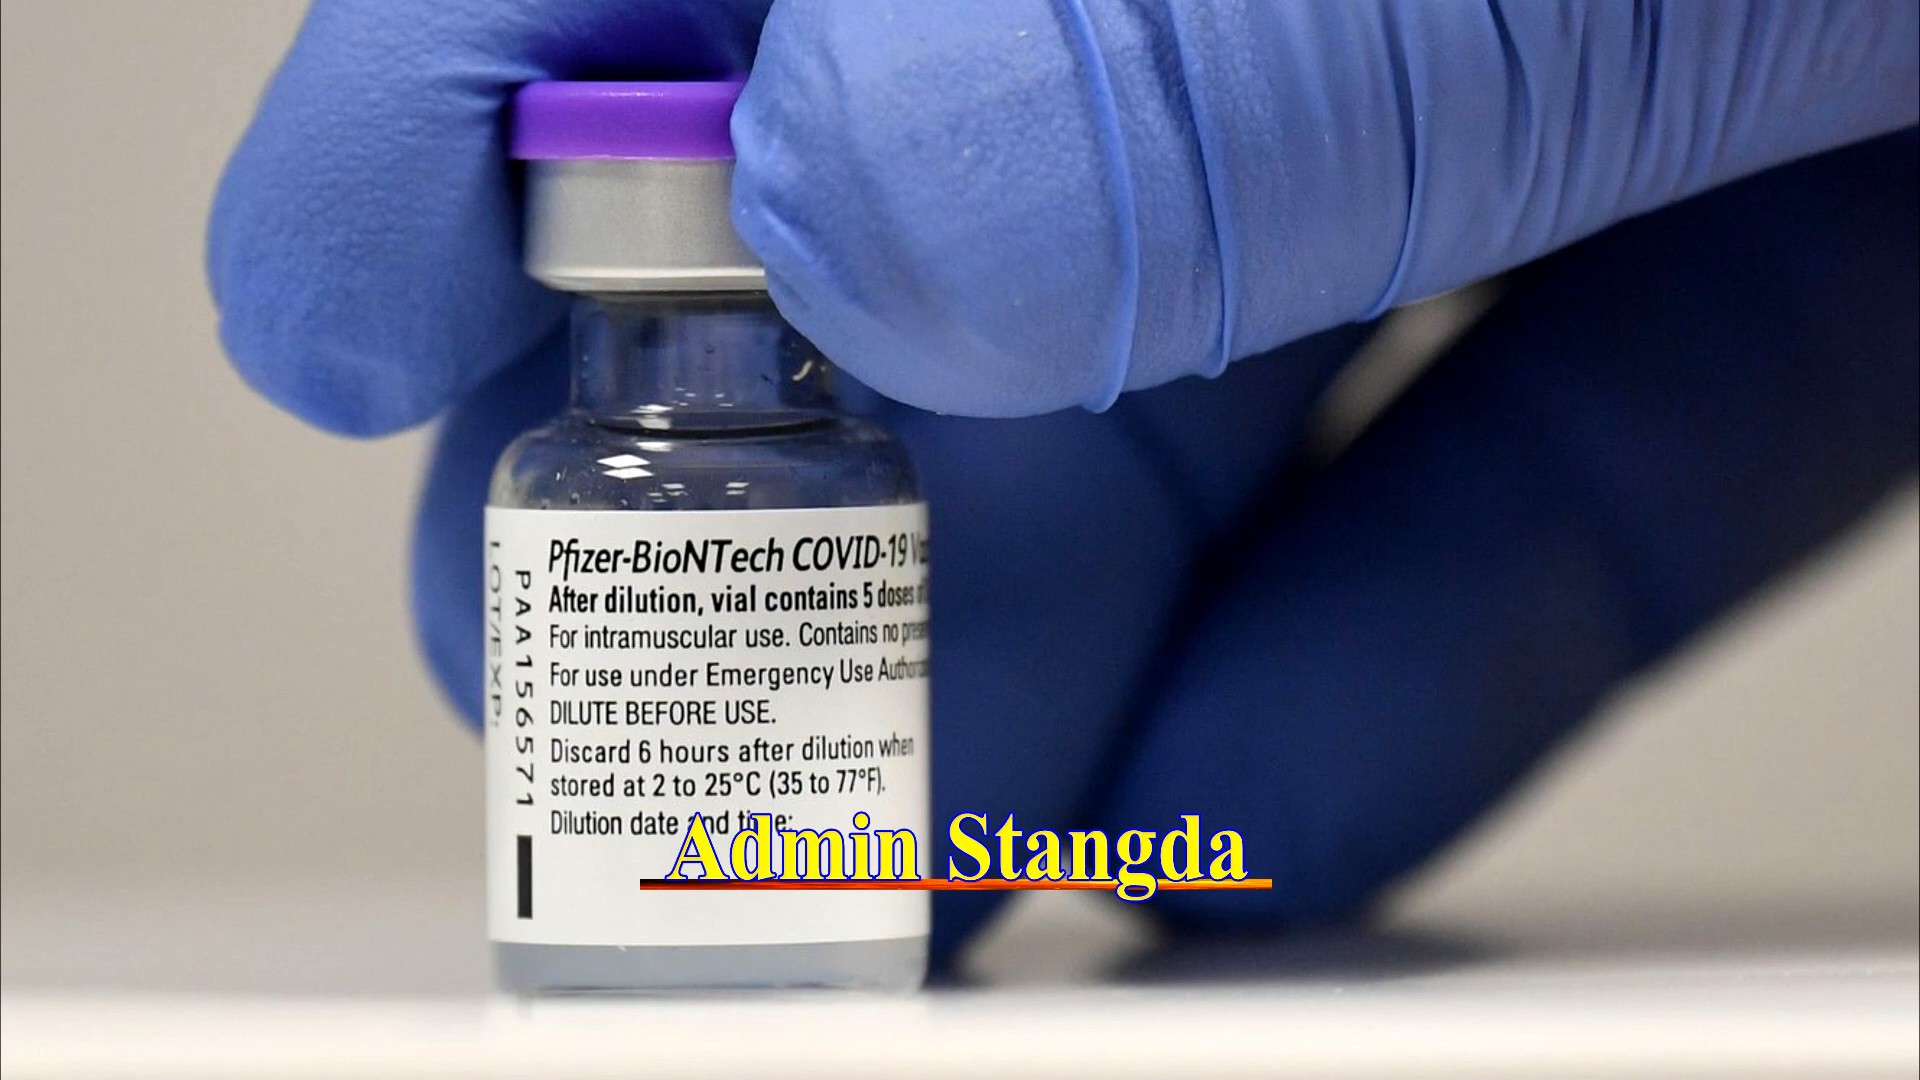 Pfizer-BioNTech COVID-19
After dilution, vial contains 5 doses
For intramuscular use. Contains no
For use under Emergency Use
DILUTE BEFORE USE.
Discard 6 hours after dilution when
stored at 2 to 25°C (35 to 77°F).
Dilution date and time:
PAA156571
LOT/EXP:
Admin Stangda